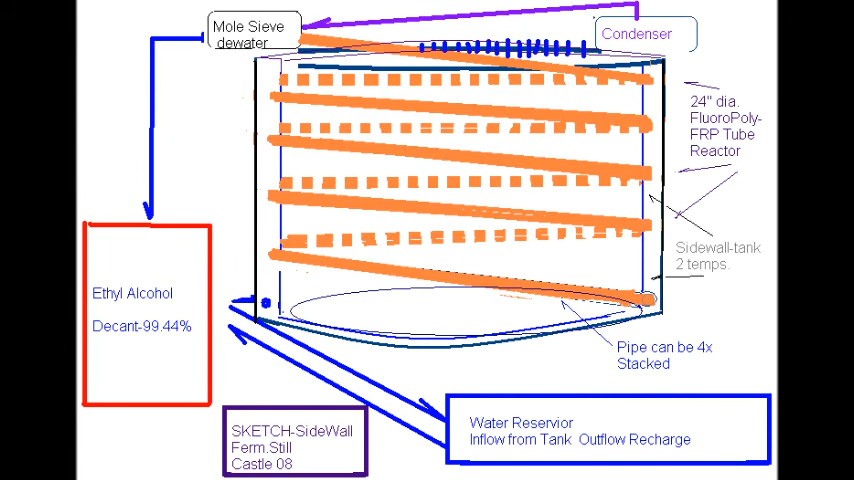 Mole Sieve
dewater
Condenser
24" dia.
FluoroPoly-
FRP Tube
Reactor
Sidewall-tank
2 temps.
Ethyl Alcohol
Decant-99.44%
Pipe can be 4x
Stacked
Water Reservior
Inflow from Tank Outflow Recharge
SKETCH-SideWall
Ferm.Still
Castle 08